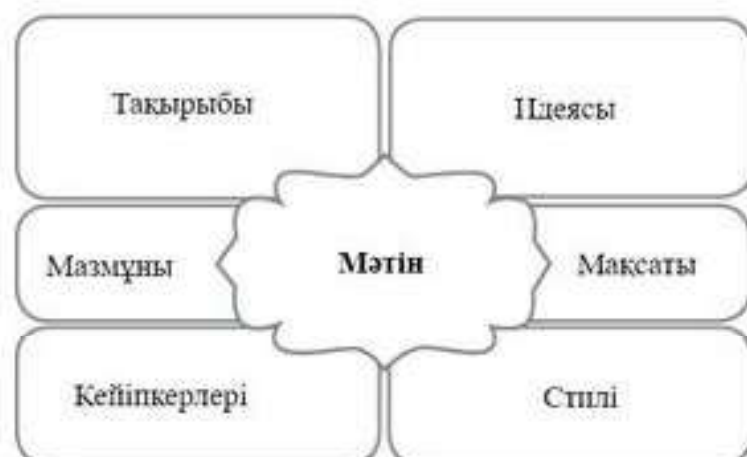 Тақырыбы
Идеясы
Мазмұны
Мәтін
Мақсаты
Кейіпкерлері
Стилі